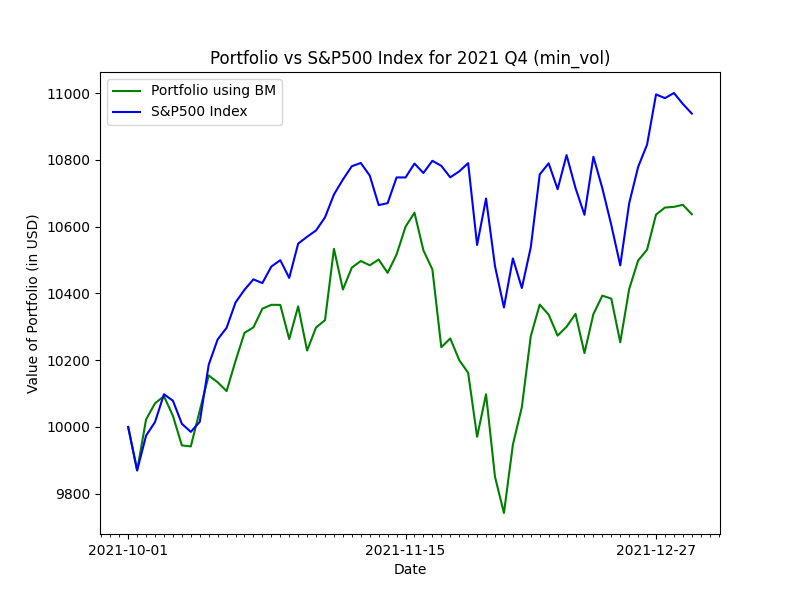 Portfolio vs S&P500 Index for 2021 Q4 (min_vol)
Portfolio using BM
S&P500 Index
Value of Portfolio (in USD)
11000
10800
10600
10400
10200
10000
9800
2021-10-01
2021-11-15
2021-12-27
Date